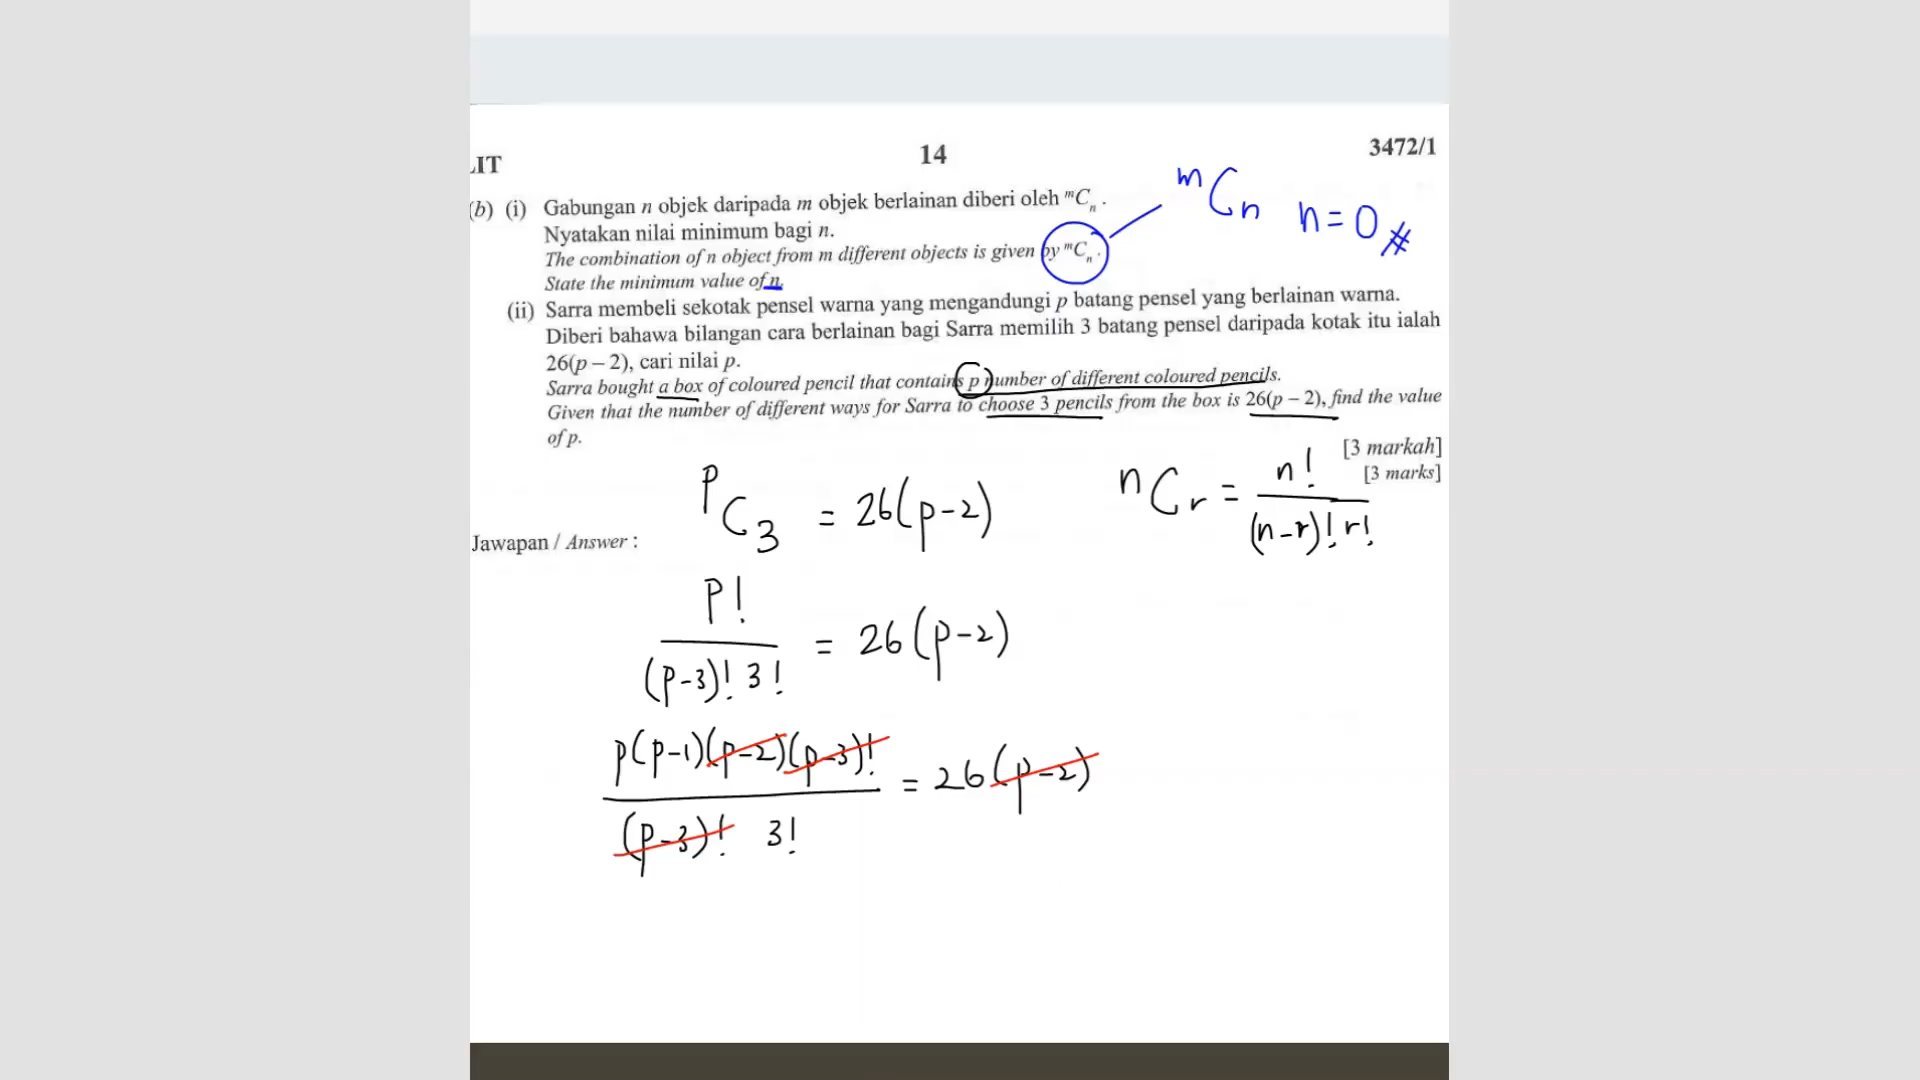 LIT 14 3472/1
(b) (i) Gabungan n objek daripada m objek berlainan diberi oleh ᵐCₙ .
Nyatakan nilai minimum bagi n.
The combination of n object from m different objects is given by ᵐCₙ .
State the minimum value of n.
ᵐCₙ n = 0 #
(ii) Sarra membeli sekotak pensel warna yang mengandungi p batang pensel yang berlainan warna.
Diberi bahawa bilangan cara berlainan bagi Sarra memilih 3 batang pensel daripada kotak itu ialah
26(p – 2), cari nilai p.
Sarra bought a box of coloured pencil that contains p number of different coloured pencils.
Given that the number of different ways for Sarra to choose 3 pencils from the box is 26(p – 2), find the value
of p.
[3 markah]
[3 marks]
ᴾC₃ = 26(p-2)
ⁿCᵣ = n! / (n-r)! r!
Jawapan / Answer :
P! / (p-3)! 3! = 26(p-2)
p(p-1)(p-2)(p-3)! / (p-3)! 3! = 26(p-2)